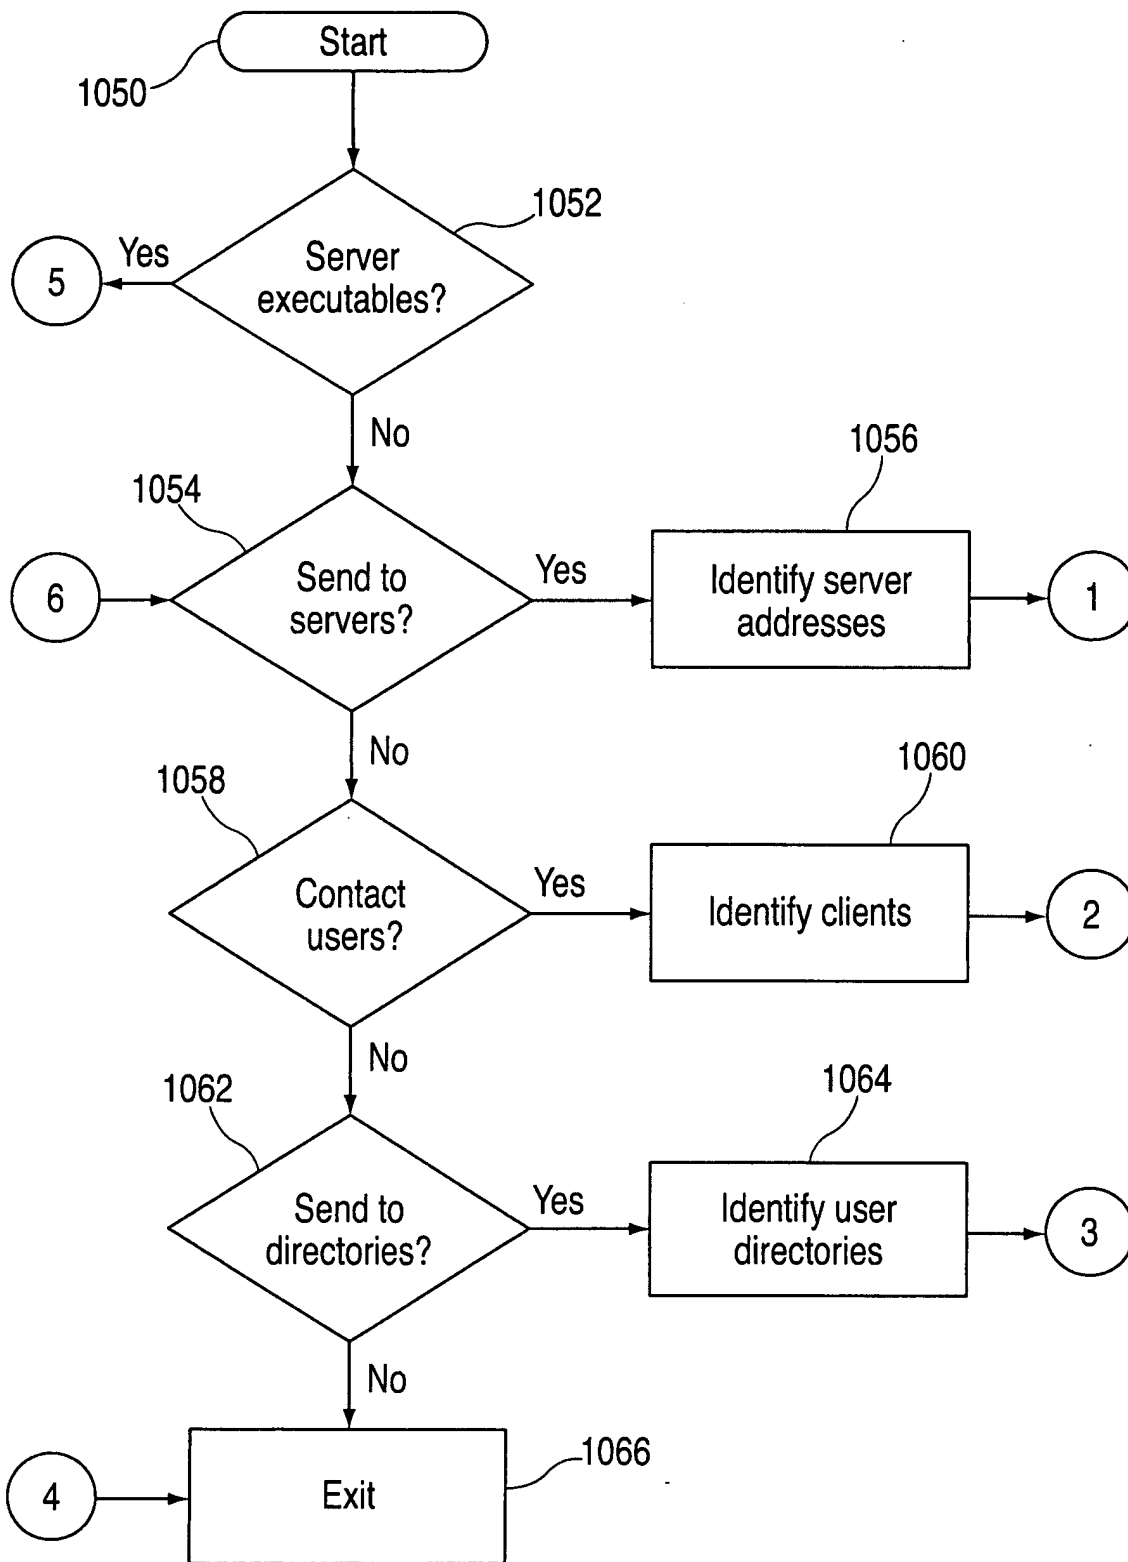 Start
1050
1052
Server
executables?
Yes
5
No
1054
1056
6
Send to
servers?
Yes
Identify server
addresses
1
No
1058
1060
Contact
users?
Yes
Identify clients
2
No
1062
1064
Send to
directories?
Yes
Identify user
directories
3
No
4
Exit
1066